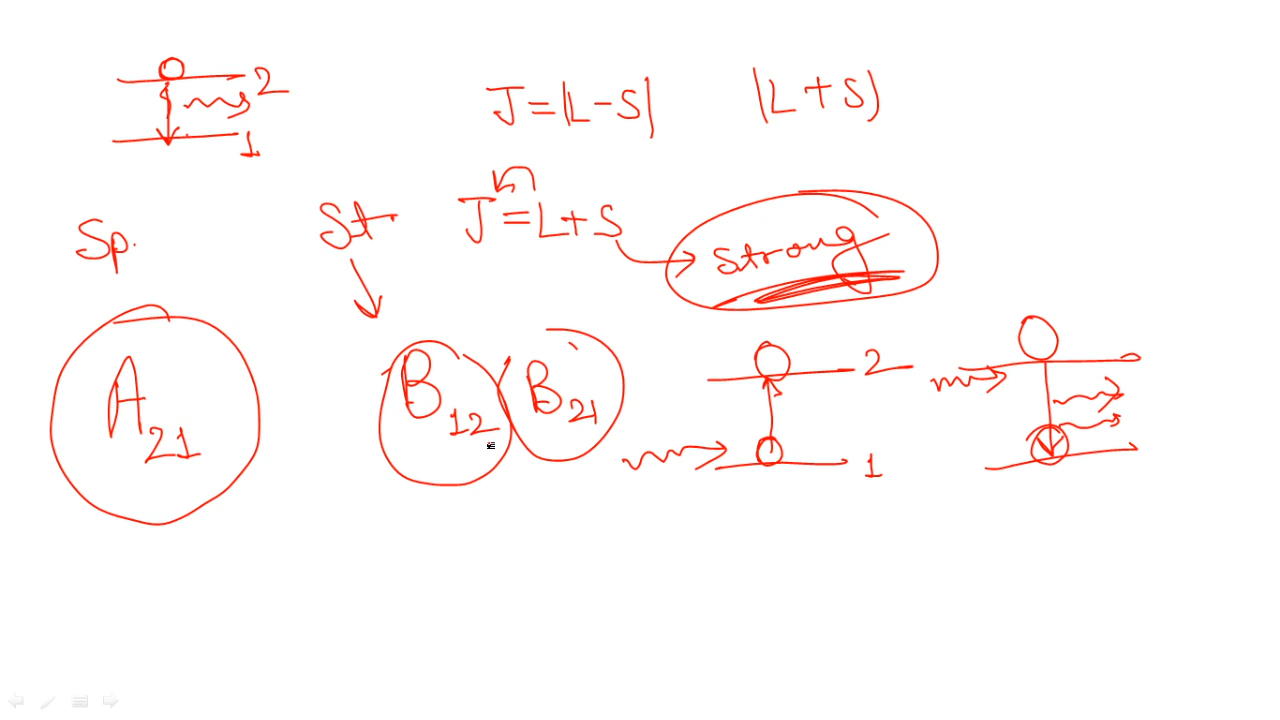 2
1
J = |L - S| |L + S|
Sp. St J = L + S strong
A21 B12 B21
2
1